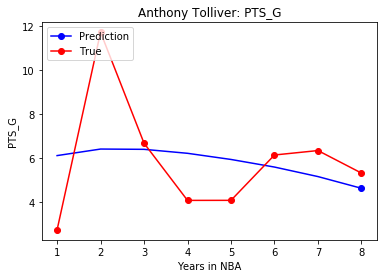 Anthony Tolliver: PTS_G
Prediction
True
12
10
8
6
4
PTS_G
1 2 3 4 5 6 7 8
Years in NBA